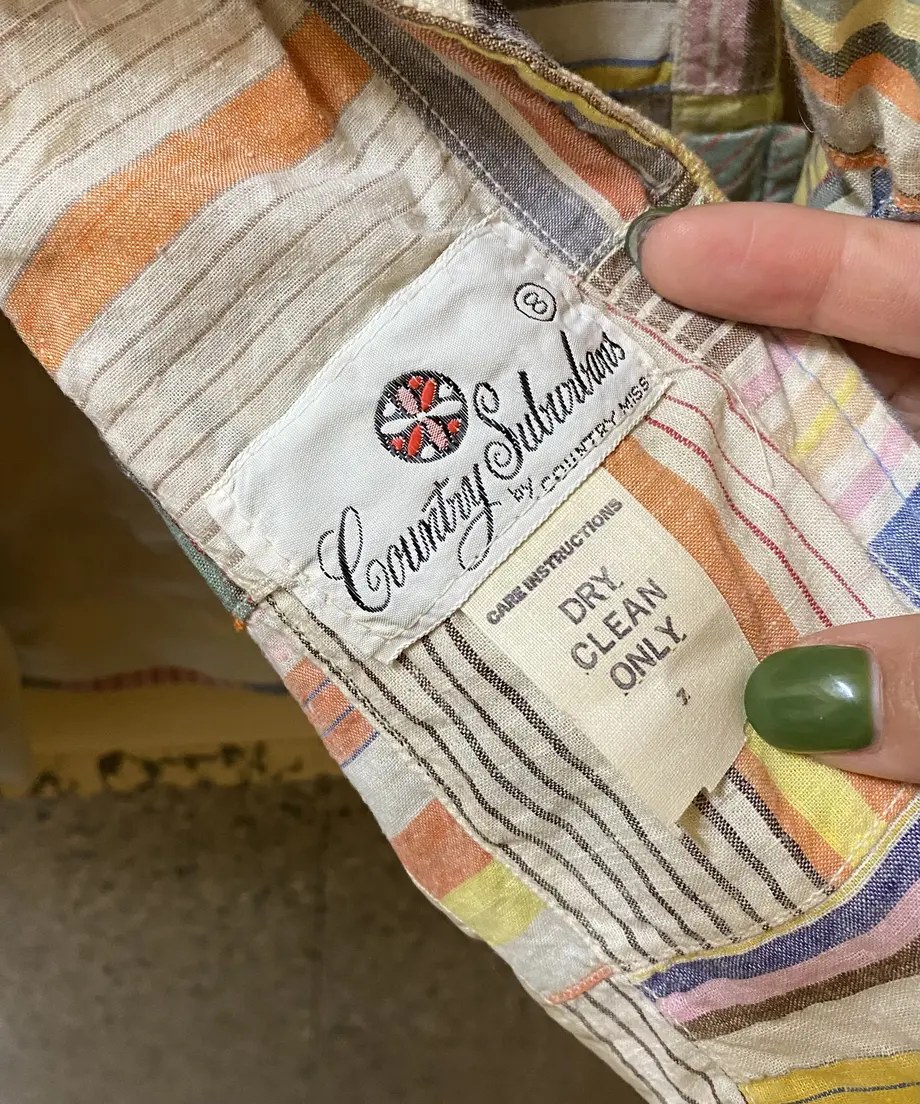 8
Country Suburbans
by COUNTRY MISS
CARE INSTRUCTIONS
DRY
CLEAN
ONLY